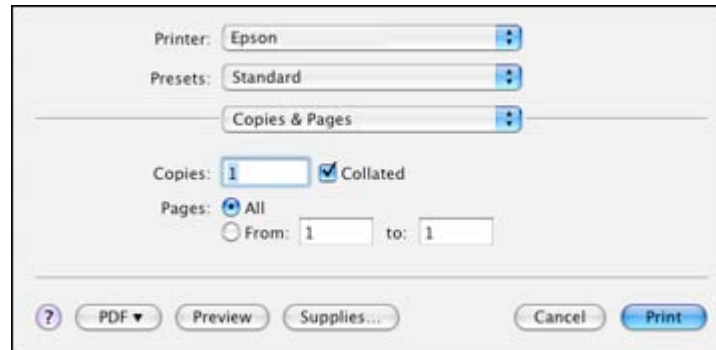 Printer: Epson
Presets: Standard
Copies & Pages
Copies: 1 Collated
Pages: All
From: 1 to: 1
? PDF ▼ Preview Supplies... Cancel Print